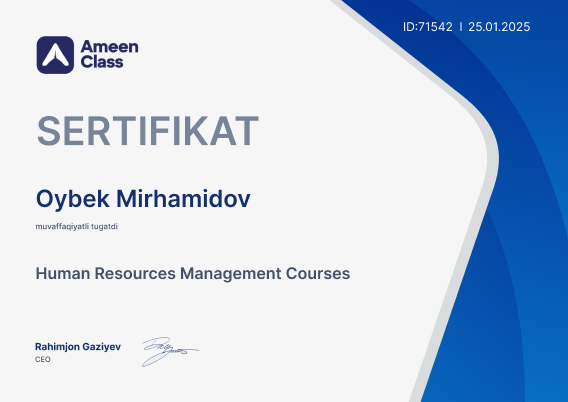 ID:71542 | 25.01.2025
Ameen
Class
SERTIFIKAT
Oybek Mirhamidov
muvaffaqiyatli tugatdi
Human Resources Management Courses
Rahimjon Gaziyev
CEO